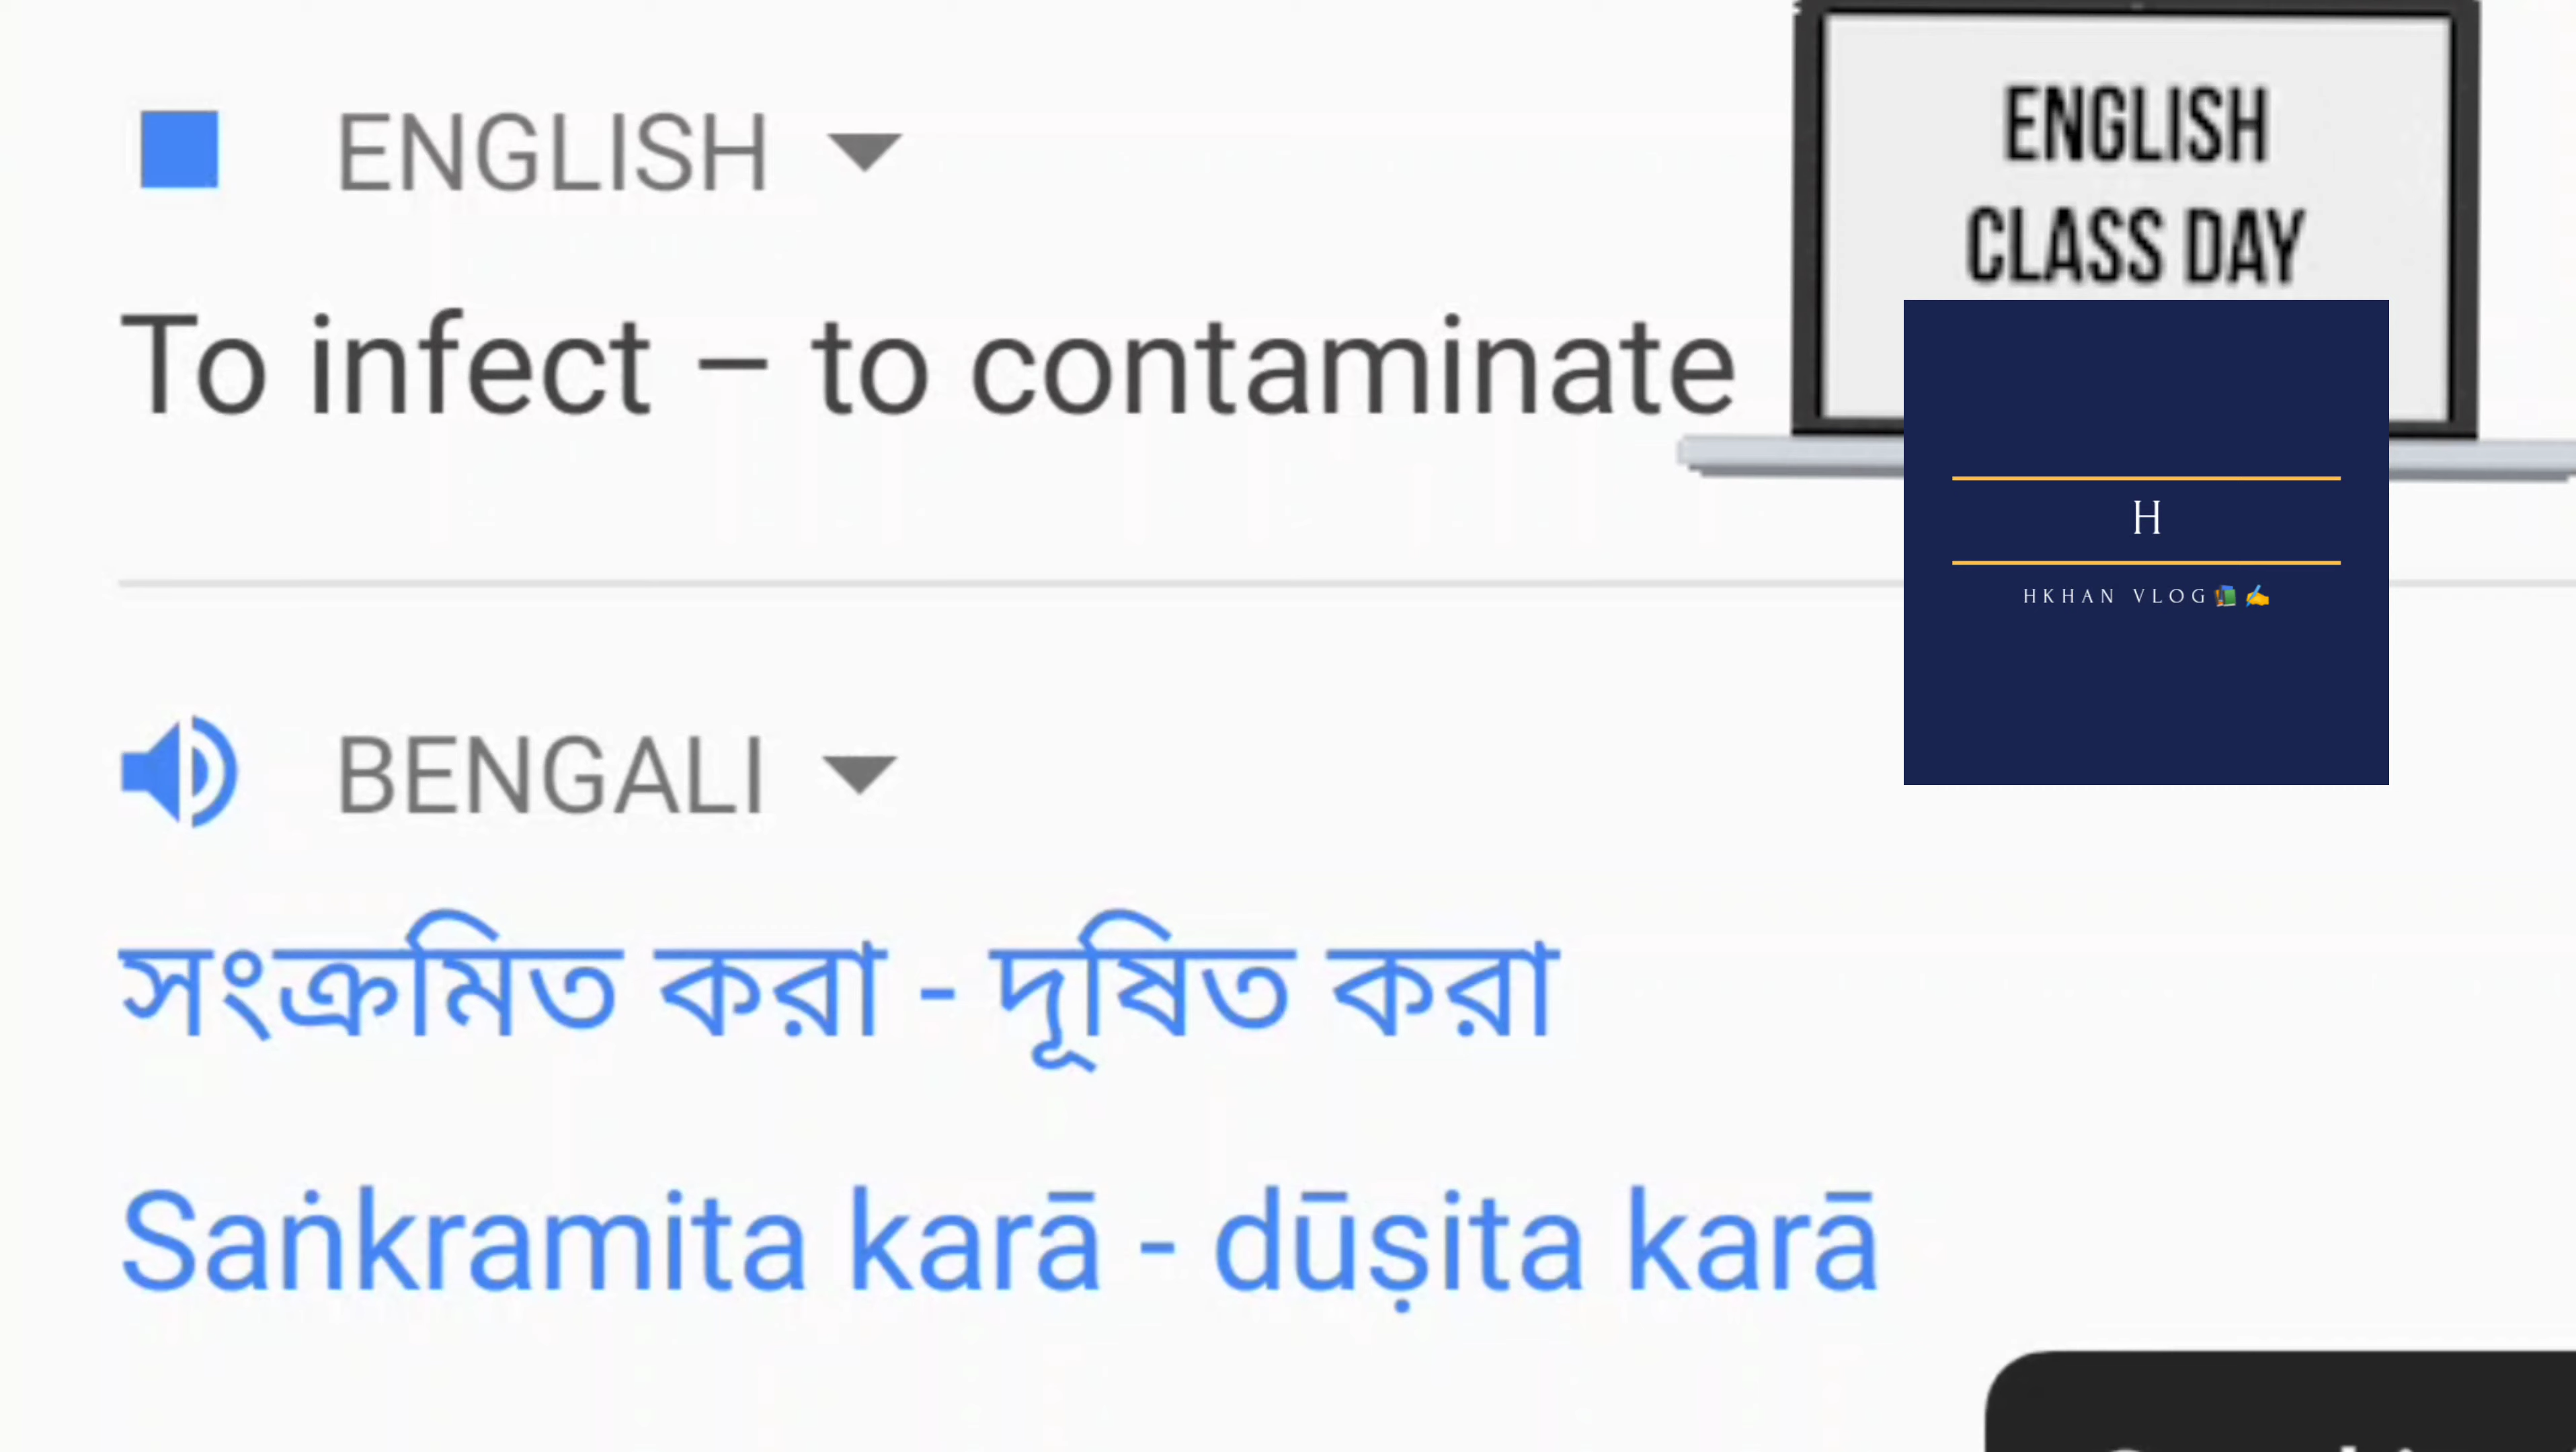 ENGLISH
To infect – to contaminate
ENGLISH
CLASS DAY
H
HKHAN VLOG📚✍️
BENGALI
সংক্রমিত করা - দূষিত করা
Saṅkramita karā - dūṣita karā